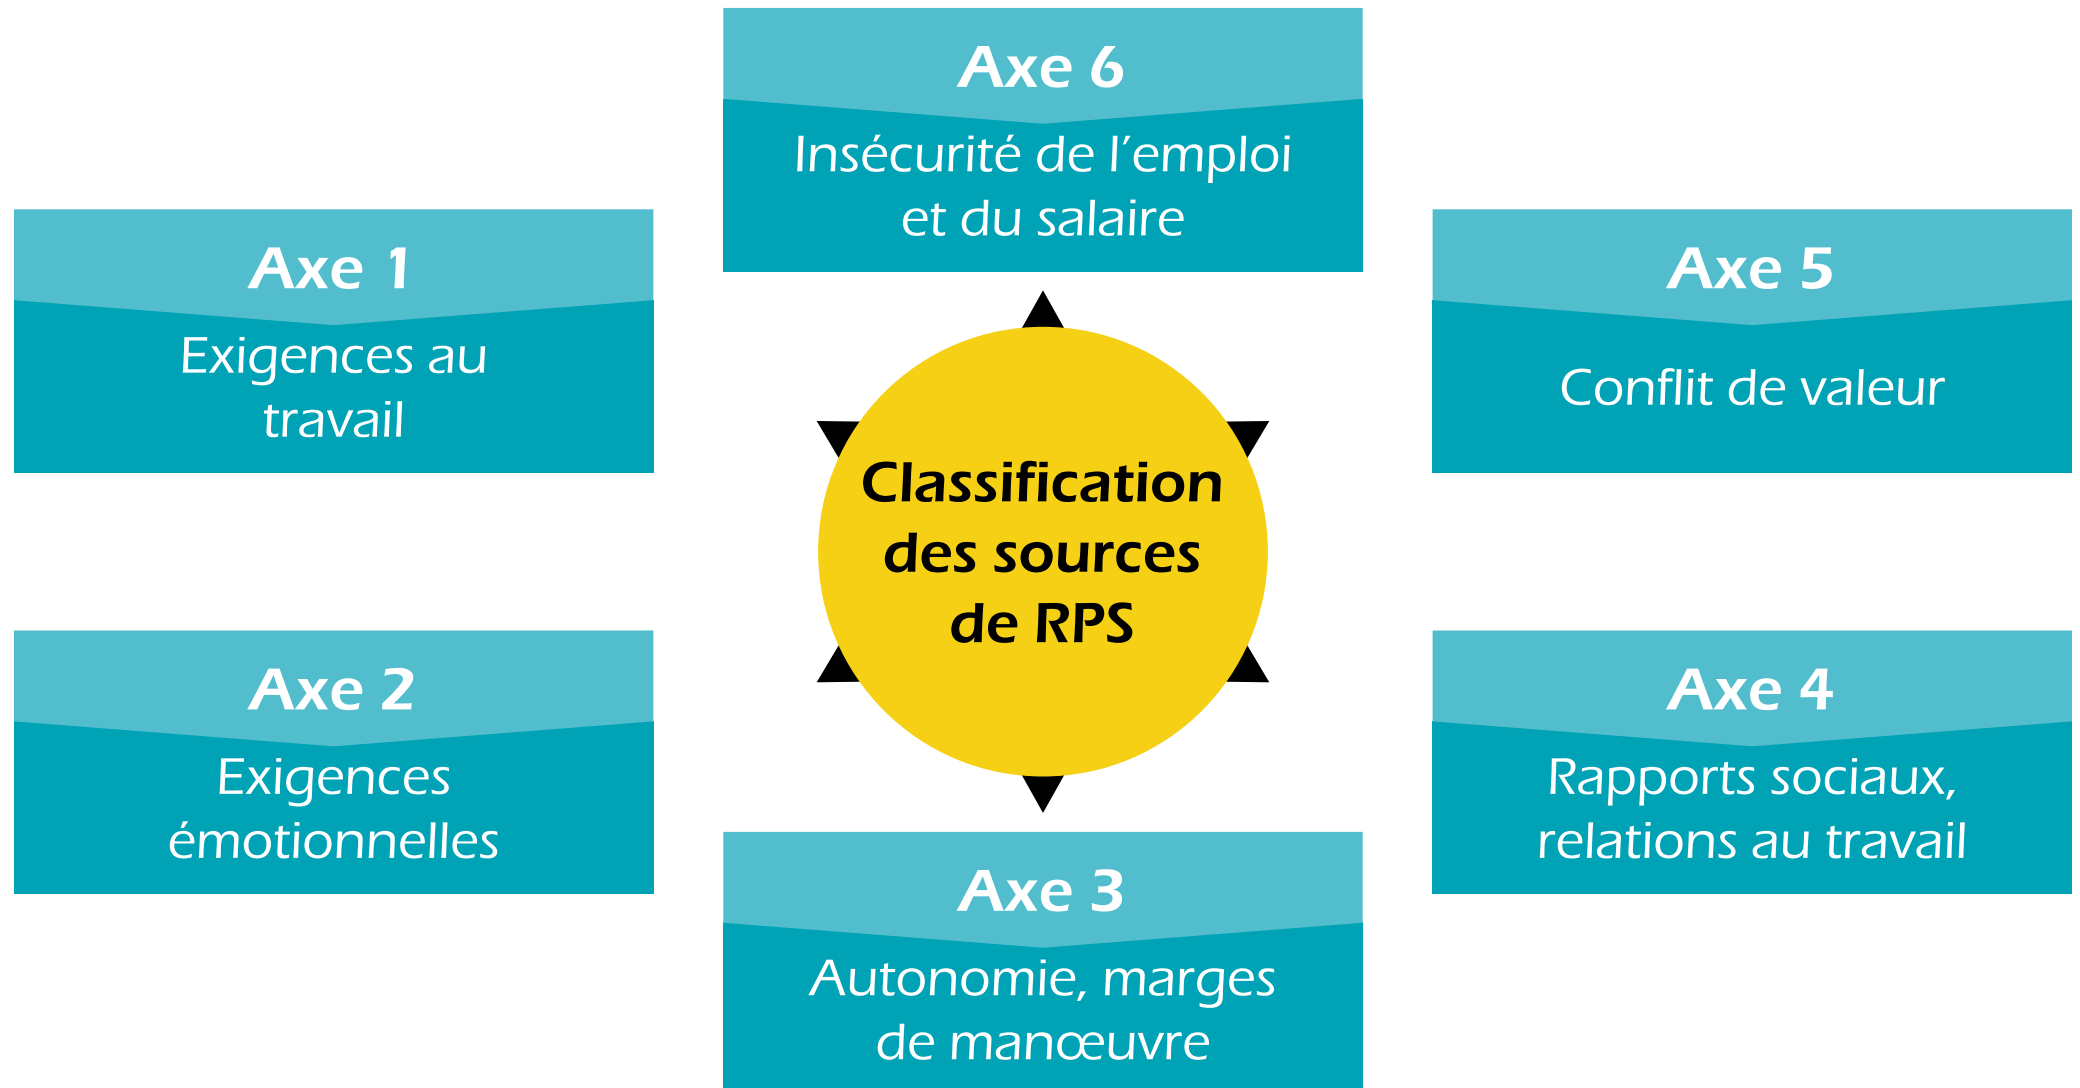 Axe 6
Insécurité de l’emploi
et du salaire
Axe 1
Exigences au
travail
Axe 5
Conflit de valeur
Classification
des sources
de RPS
Axe 2
Exigences
émotionnelles
Axe 4
Rapports sociaux,
relations au travail
Axe 3
Autonomie, marges
de manœuvre